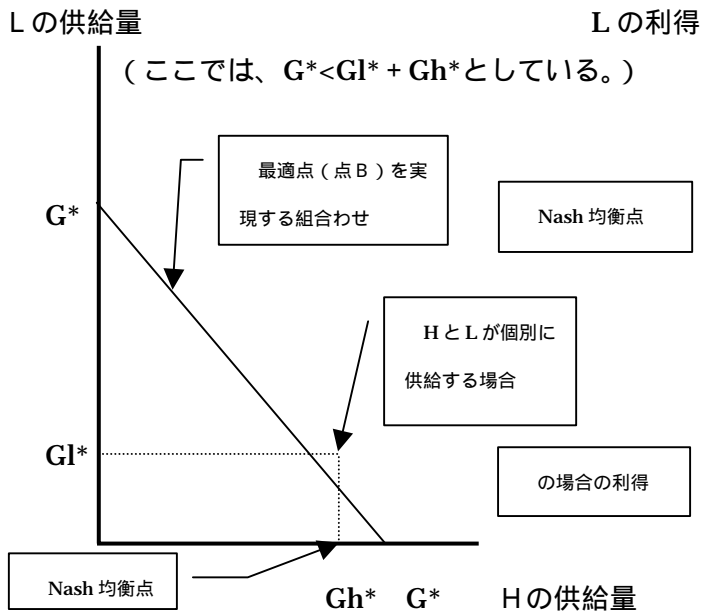 Ｌの供給量
Ｌの利得
（ここでは、G*<Gl*＋Gh*としている。）
最適点（点Ｂ）を実
現する組合わせ
G*
Nash 均衡点
ＨとＬが個別に
供給する場合
Gl*
の場合の利得
Nash 均衡点
Gh*
G*
Ｈの供給量